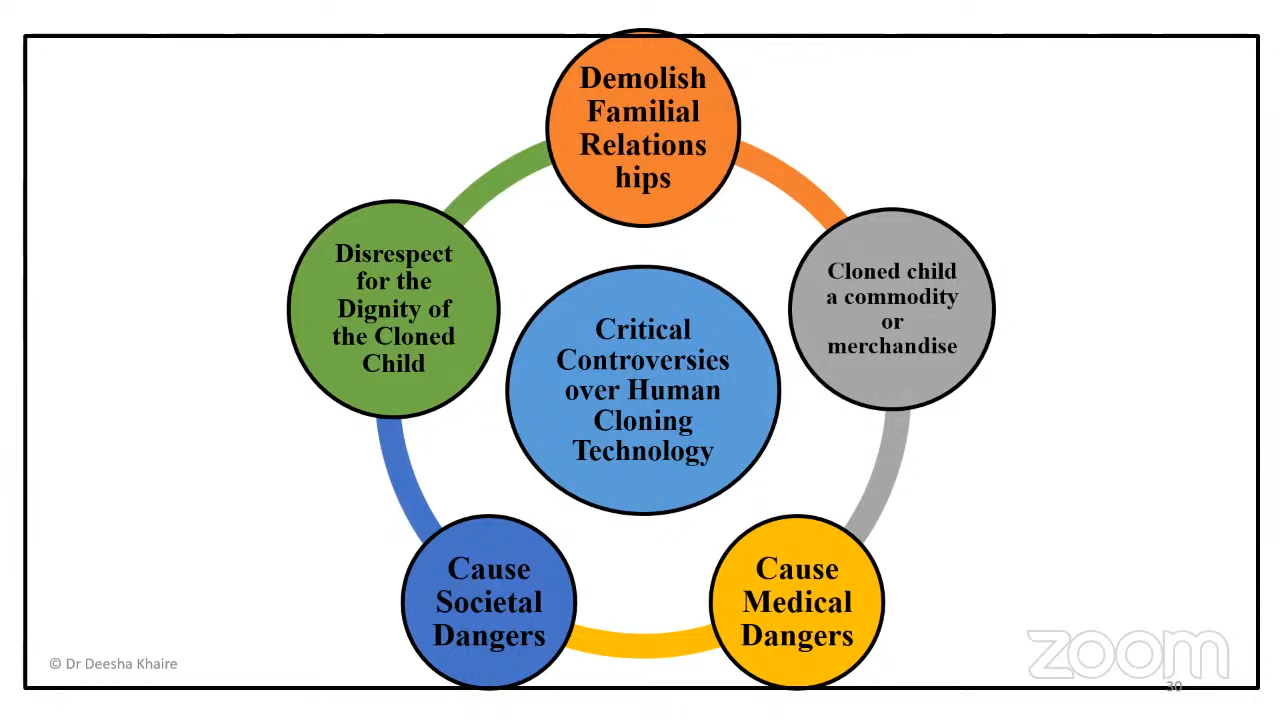 Demolish
Familial
Relations
hips
Disrespect
for the
Dignity of
the Cloned
Child
Cloned child
a commodity
or
merchandise
Critical
Controversies
over Human
Cloning
Technology
Cause
Societal
Dangers
Cause
Medical
Dangers
© Dr Deesha Khaire
zoom
30